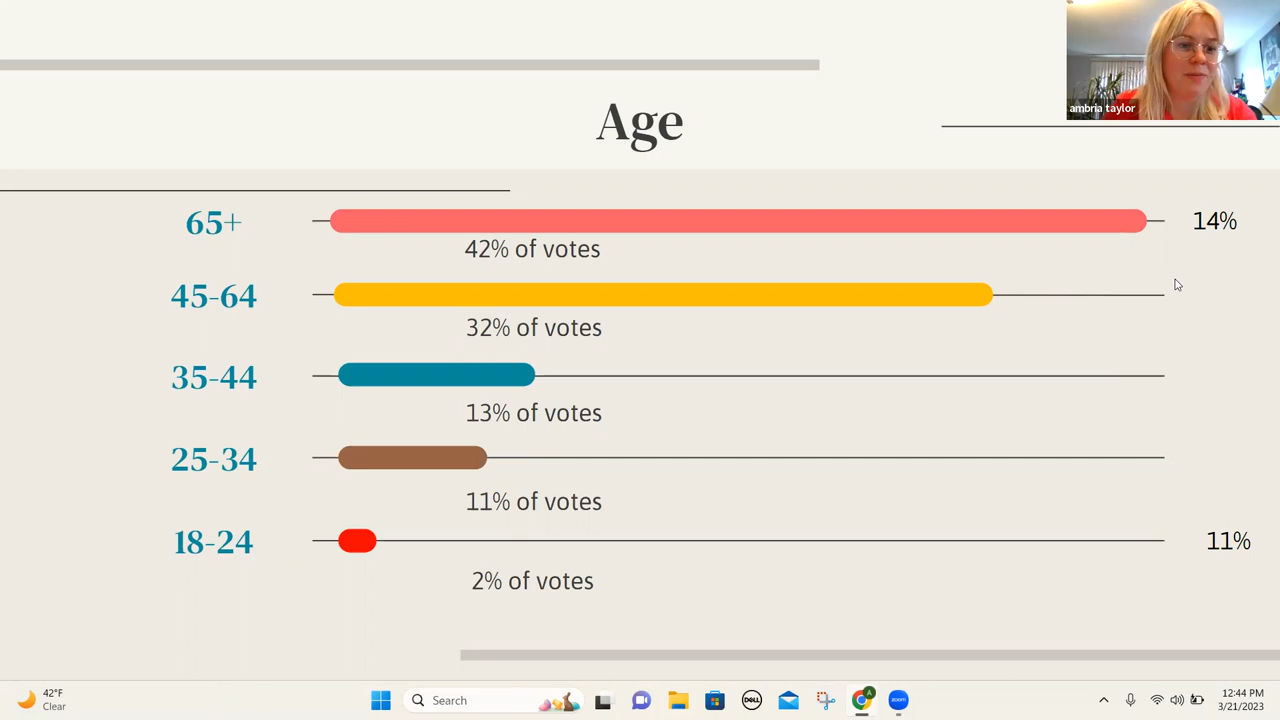 ambria taylor
Age
65+
14%
42% of votes
45-64
32% of votes
35-44
13% of votes
25-34
11% of votes
18-24
11%
2% of votes
42°F
Clear
Search
DELL
A
zoom
12:44 PM
3/21/2023